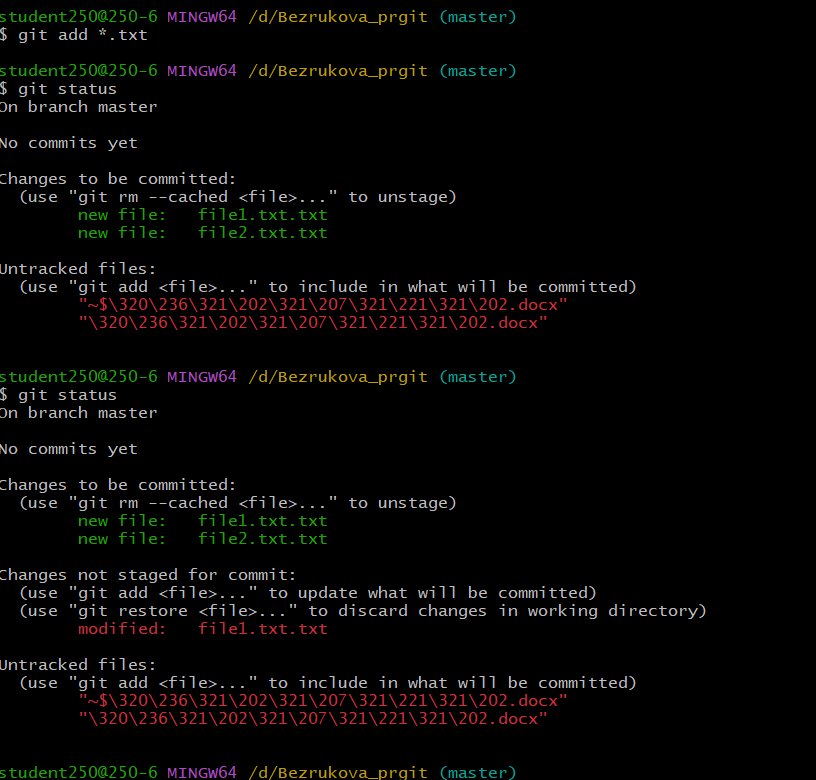 student250@250-6 MINGW64 /d/Bezrukova_prgit (master)
$ git add *.txt
student250@250-6 MINGW64 /d/Bezrukova_prgit (master)
$ git status
On branch master
No commits yet
Changes to be committed:
  (use "git rm --cached <file>..." to unstage)
        new file:   file1.txt.txt
        new file:   file2.txt.txt
Untracked files:
  (use "git add <file>..." to include in what will be committed)
        "~$\320\236\321\202\321\207\321\221\321\202.docx"
        "\320\236\321\202\321\207\321\221\321\202.docx"
student250@250-6 MINGW64 /d/Bezrukova_prgit (master)
$ git status
On branch master
No commits yet
Changes to be committed:
  (use "git rm --cached <file>..." to unstage)
        new file:   file1.txt.txt
        new file:   file2.txt.txt
Changes not staged for commit:
  (use "git add <file>..." to update what will be committed)
  (use "git restore <file>..." to discard changes in working directory)
        modified:   file1.txt.txt
Untracked files:
  (use "git add <file>..." to include in what will be committed)
        "~$\320\236\321\202\321\207\321\221\321\202.docx"
        "\320\236\321\202\321\207\321\221\321\202.docx"
student250@250-6 MINGW64 /d/Bezrukova_prgit (master)